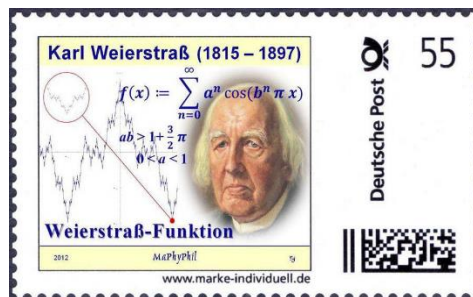 Karl Weierstraß (1815 – 1897)
f(x) := ∞∑n=0 aⁿ cos(bⁿ π x)
ab > 1+ 3/2 π
0 < a < 1
Weierstraß-Funktion
2012 MaPhyPhil
www.marke-individuell.de
Deutsche Post
55